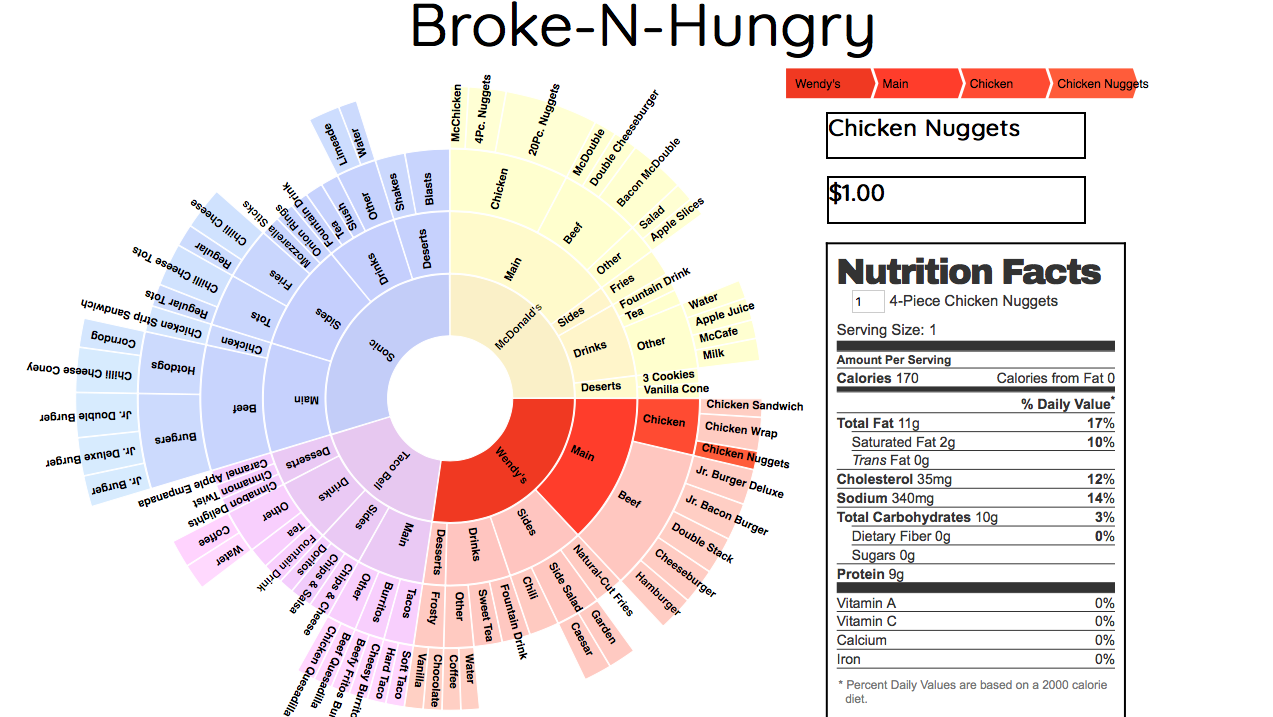 Broke-N-Hungry
Wendy's
Main
Chicken
Chicken Nuggets
Chicken Nuggets
$1.00
Nutrition Facts
1 4-Piece Chicken Nuggets
Serving Size: 1
Amount Per Serving
Calories 170 Calories from Fat 0
% Daily Value*
Total Fat 11g 17%
Saturated Fat 2g 10%
Trans Fat 0g
Cholesterol 35mg 12%
Sodium 340mg 14%
Total Carbohydrates 10g 3%
Dietary Fiber 0g 0%
Sugars 0g
Protein 9g
Vitamin A 0%
Vitamin C 0%
Calcium 0%
Iron 0%
* Percent Daily Values are based on a 2000 calorie
diet.
McDonald's
Main
Chicken
McChicken
4Pc. Nuggets
20Pc. Nuggets
Beef
McDouble
Double Cheeseburger
Bacon McDouble
Other
Salad
Apple Slices
Sides
Fries
Drinks
Fountain Drink
Tea
Other
Water
Apple Juice
McCafe
Milk
Deserts
3 Cookies
Vanilla Cone
Wendy's
Main
Chicken
Chicken Sandwich
Chicken Wrap
Chicken Nuggets
Beef
Jr. Burger Deluxe
Jr. Bacon Burger
Double Stack
Cheeseburger
Hamburger
Sides
Natural-Cut Fries
Side Salad
Garden
Caesar
Chili
Drinks
Fountain Drink
Sweet Tea
Other
Water
Coffee
Desserts
Frosty
Chocolate
Vanilla
Taco Bell
Main
Tacos
Soft Taco
Hard Taco
Burritos
Cheesy Burrito
Beefy Fritos Bu
Other
Beef Quesadilla
Chicken Quesadilla
Sides
Chips & Cheese
Chips & Salsa
Doritos
Drinks
Fountain Drink
Tea
Other
Water
Coffee
Desserts
Cinnabon Delights
Cinnamon Twist
Caramel Apple Empanada
Sonic
Main
Beef
Burgers
Jr. Burger
Jr. Deluxe Burger
Jr. Double Burger
Hotdogs
Chilli Cheese Coney
Corndog
Chicken
Chicken Strip Sandwich
Sides
Tots
Regular Tots
Chilli Cheese Tots
Fries
Regular
Chilli Cheese
Mozzarella Sticks
Onion Rings
Drinks
Fountain Drink
Tea
Slush
Other
Limeade
Water
Deserts
Shakes
Blasts